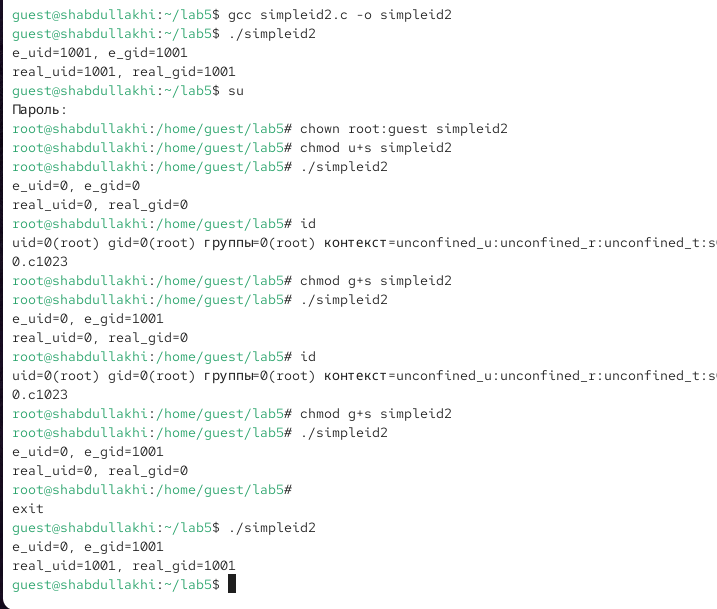 guest@shabdullakhi:~/lab5$ gcc simpleid2.c -o simpleid2
guest@shabdullakhi:~/lab5$ ./simpleid2
e_uid=1001, e_gid=1001
real_uid=1001, real_gid=1001
guest@shabdullakhi:~/lab5$ su
Пароль:
root@shabdullakhi:/home/guest/lab5# chown root:guest simpleid2
root@shabdullakhi:/home/guest/lab5# chmod u+s simpleid2
root@shabdullakhi:/home/guest/lab5# ./simpleid2
e_uid=0, e_gid=0
real_uid=0, real_gid=0
root@shabdullakhi:/home/guest/lab5# id
uid=0(root) gid=0(root) группы=0(root) контекст=unconfined_u:unconfined_r:unconfined_t:s
0.c1023
root@shabdullakhi:/home/guest/lab5# chmod g+s simpleid2
root@shabdullakhi:/home/guest/lab5# ./simpleid2
e_uid=0, e_gid=1001
real_uid=0, real_gid=0
root@shabdullakhi:/home/guest/lab5# id
uid=0(root) gid=0(root) группы=0(root) контекст=unconfined_u:unconfined_r:unconfined_t:s
0.c1023
root@shabdullakhi:/home/guest/lab5# chmod g+s simpleid2
root@shabdullakhi:/home/guest/lab5# ./simpleid2
e_uid=0, e_gid=1001
real_uid=0, real_gid=0
root@shabdullakhi:/home/guest/lab5#
exit
guest@shabdullakhi:~/lab5$ ./simpleid2
e_uid=0, e_gid=1001
real_uid=1001, real_gid=1001
guest@shabdullakhi:~/lab5$